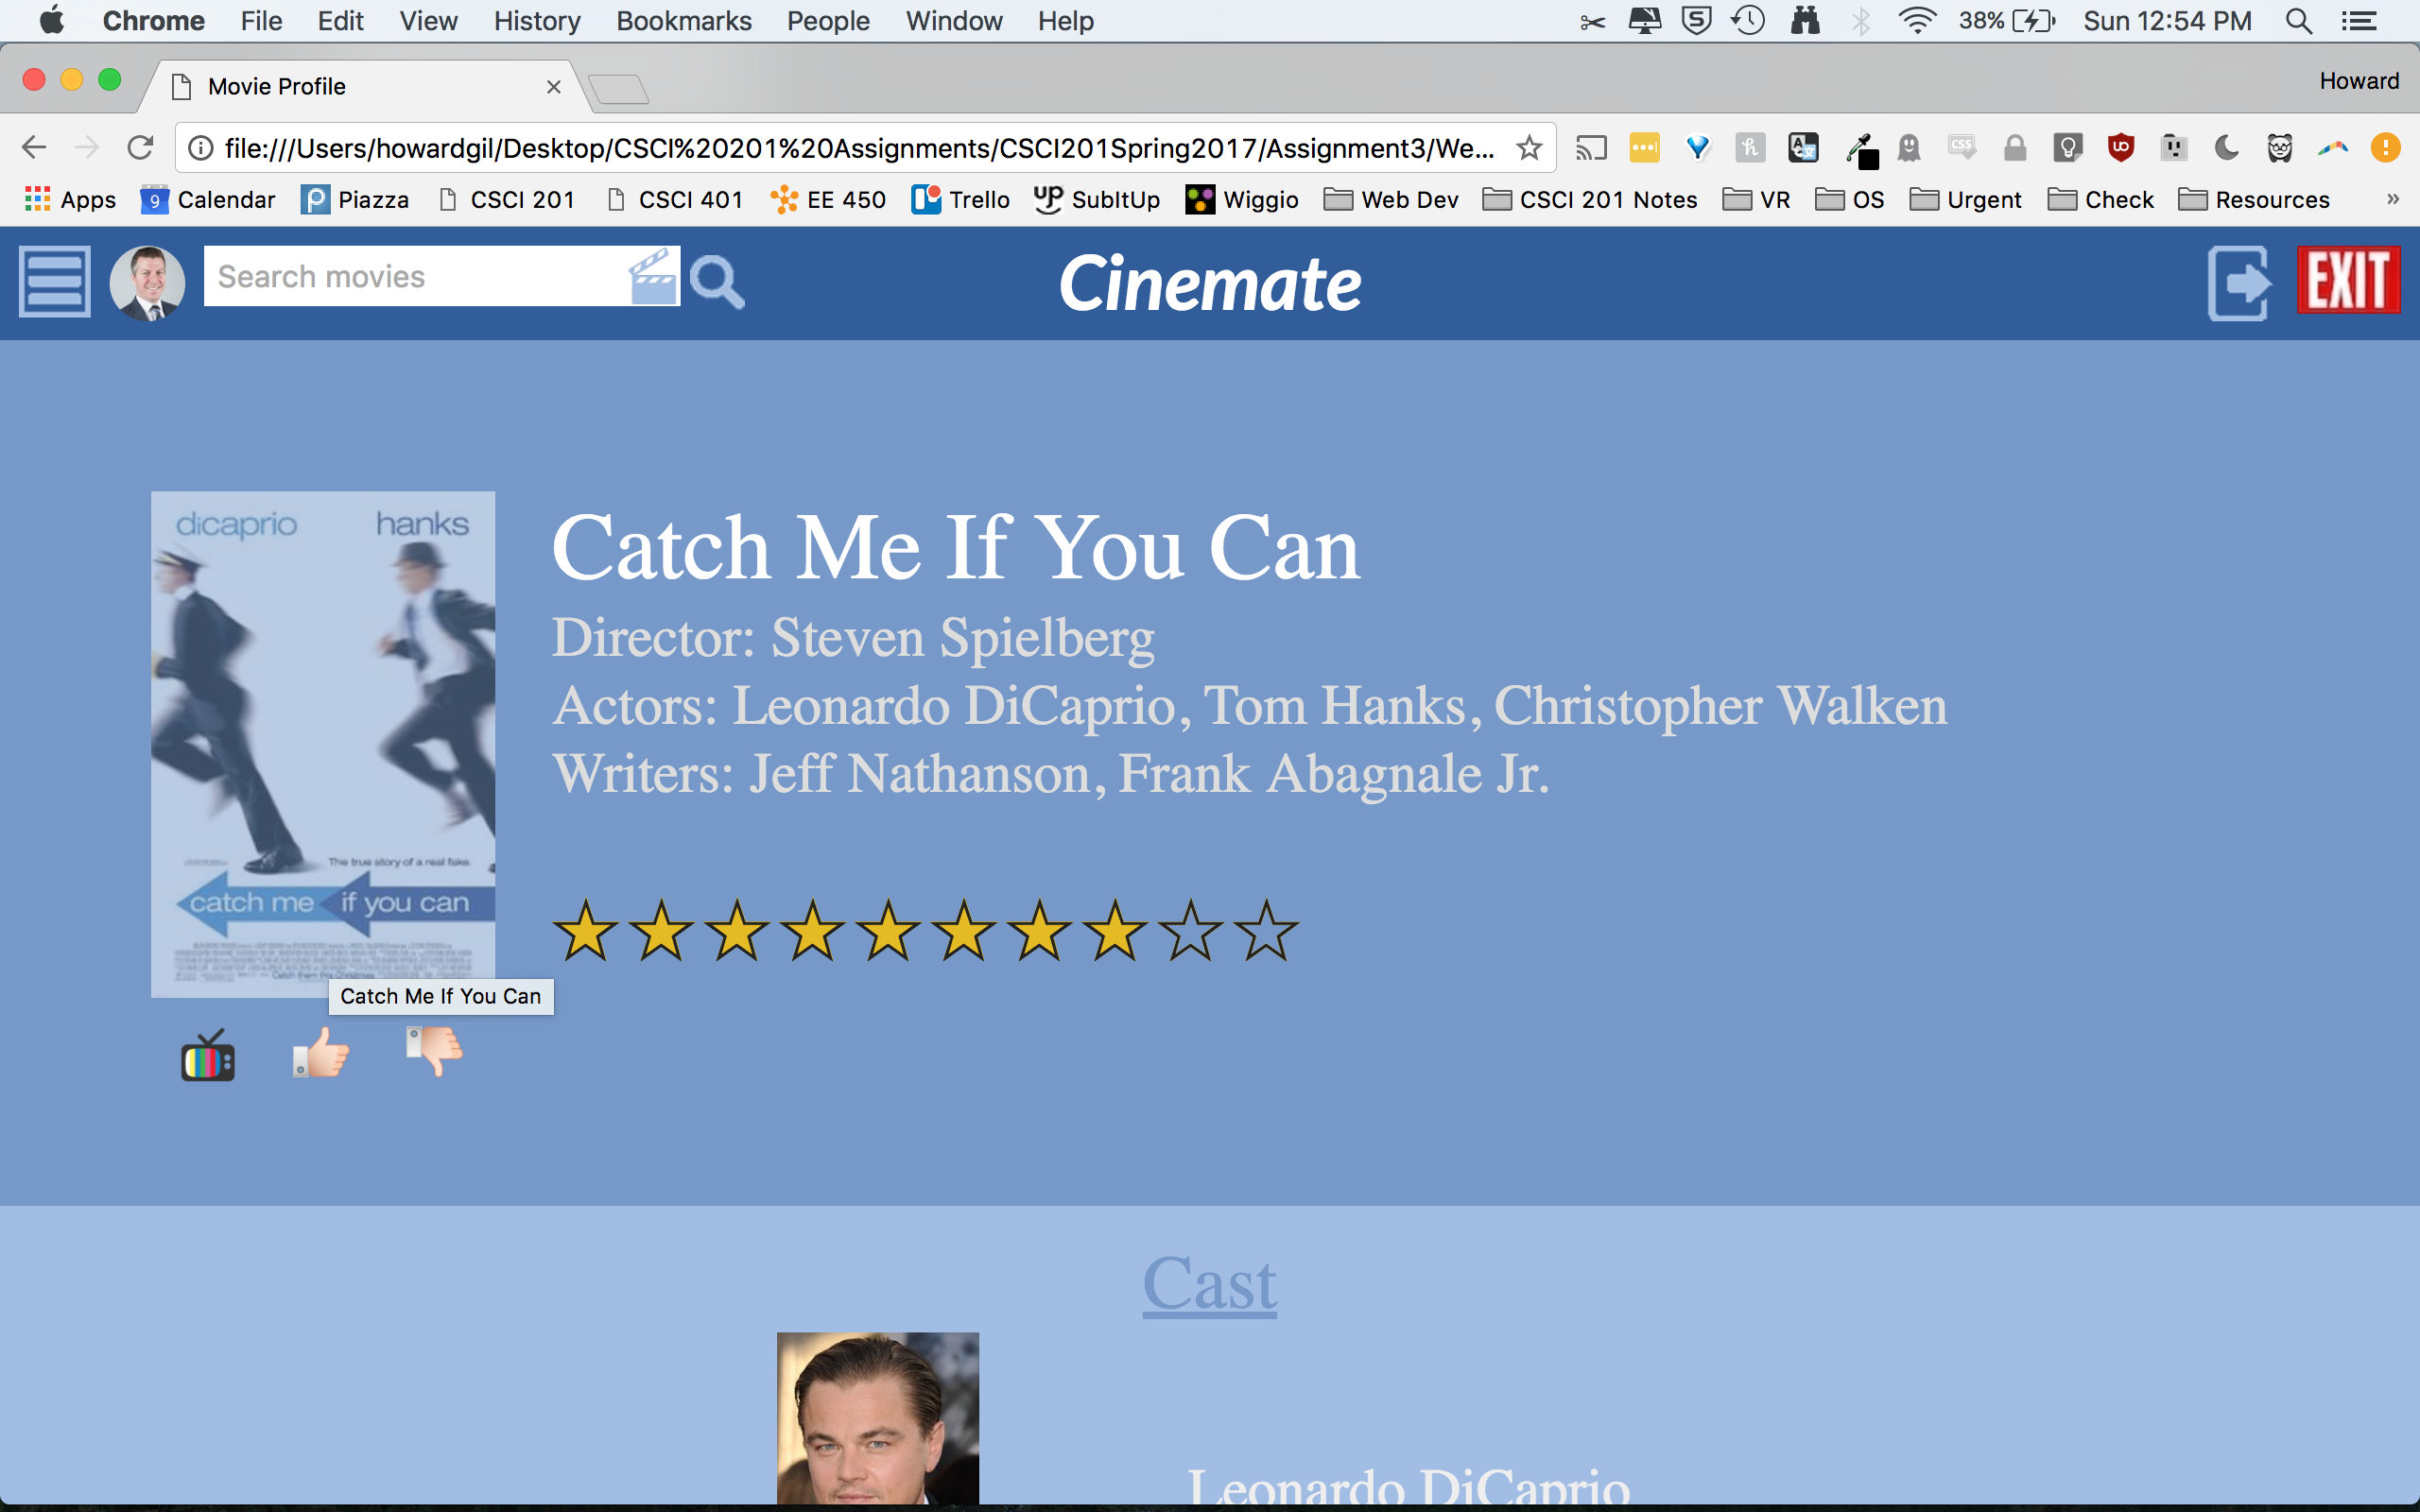 Chrome File Edit View History Bookmarks People Window Help 38% Sun 12:54 PM
Movie Profile Howard
file:///Users/howardgil/Desktop/CSCI%20201%20Assignments/CSCI201Spring2017/Assignment3/We...
Apps 9 Calendar Piazza CSCI 201 CSCI 401 EE 450 Trello SubItUp Wiggio Web Dev CSCI 201 Notes VR OS Urgent Check Resources »
Search movies Cinemate EXIT
dicaprio hanks
Catch Me If You Can
Director: Steven Spielberg
Actors: Leonardo DiCaprio, Tom Hanks, Christopher Walken
Writers: Jeff Nathanson, Frank Abagnale Jr.
The true story of a real fake.
catch me if you can
Catch them this Christmas
Catch Me If You Can
Cast
Leonardo DiCaprio